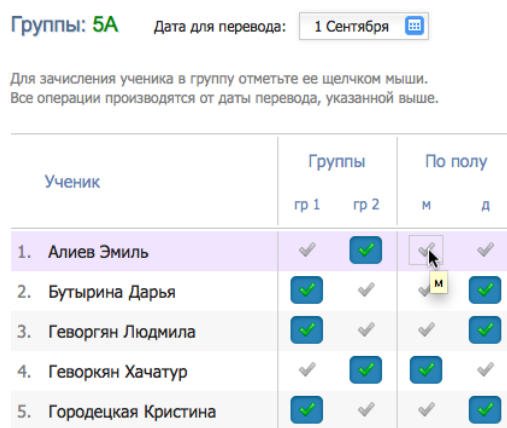 Группы: 5А Дата для перевода: 1 Сентября
Для зачисления ученика в группу отметьте ее щелчком мыши.
Все операции производятся от даты перевода, указанной выше.
Ученик Группы По полу
гр 1 гр 2 м д
1. Алиев Эмиль
м
2. Бутырина Дарья
3. Геворгян Людмила
4. Геворкян Хачатур
5. Городецкая Кристина